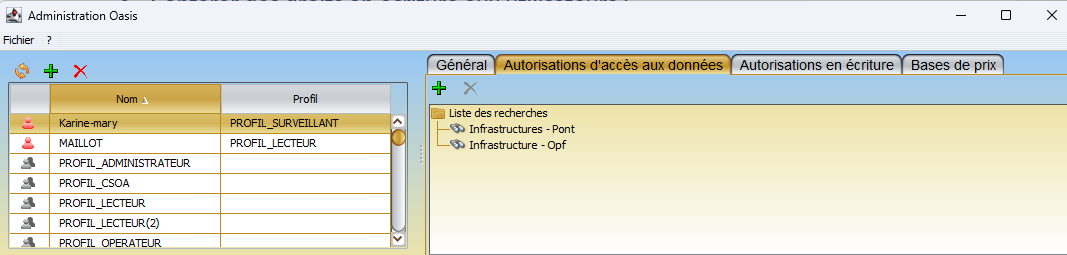 Administration Oasis
Fichier ?
Général Autorisations d'accès aux données Autorisations en écriture Bases de prix
Nom Profil
Karine-mary PROFIL_SURVEILLANT
MAILLOT PROFIL_LECTEUR
PROFIL_ADMINISTRATEUR
PROFIL_CSOA
PROFIL_LECTEUR
PROFIL_LECTEUR(2)
PROFIL_OPERATEUR
Liste des recherches
Infrastructures - Pont
Infrastructure - Opf